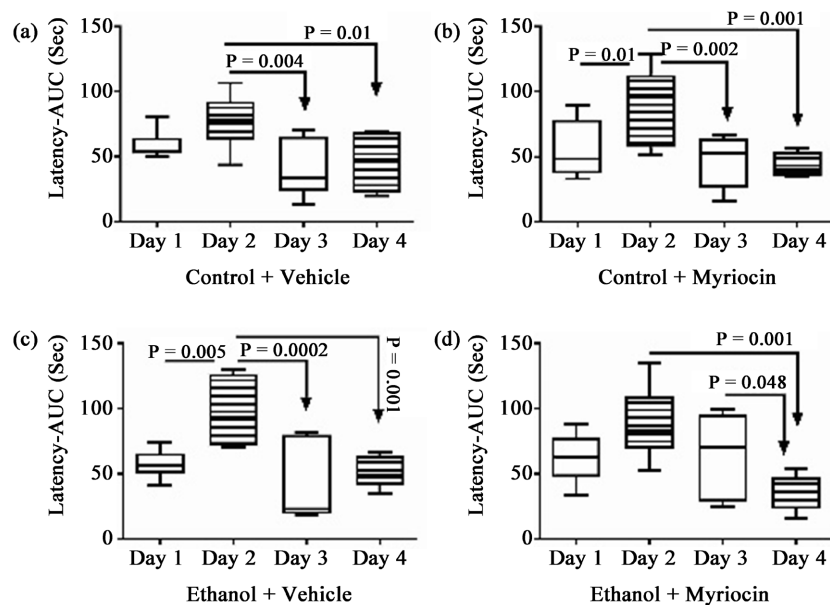 (a)
Latency-AUC (Sec)
150
100
50
0
P = 0.01
P = 0.004
Day 1 Day 2 Day 3 Day 4
Control + Vehicle
(b)
Latency-AUC (Sec)
150
100
50
0
P = 0.001
P = 0.01 P = 0.002
Day 1 Day 2 Day 3 Day 4
Control + Myriocin
(c)
Latency-AUC (Sec)
150
100
50
0
P = 0.005 P = 0.0002
P = 0.001
Day 1 Day 2 Day 3 Day 4
Ethanol + Vehicle
(d)
Latency-AUC (Sec)
150
100
50
0
P = 0.001
P = 0.048
Day 1 Day 2 Day 3 Day 4
Ethanol + Myriocin